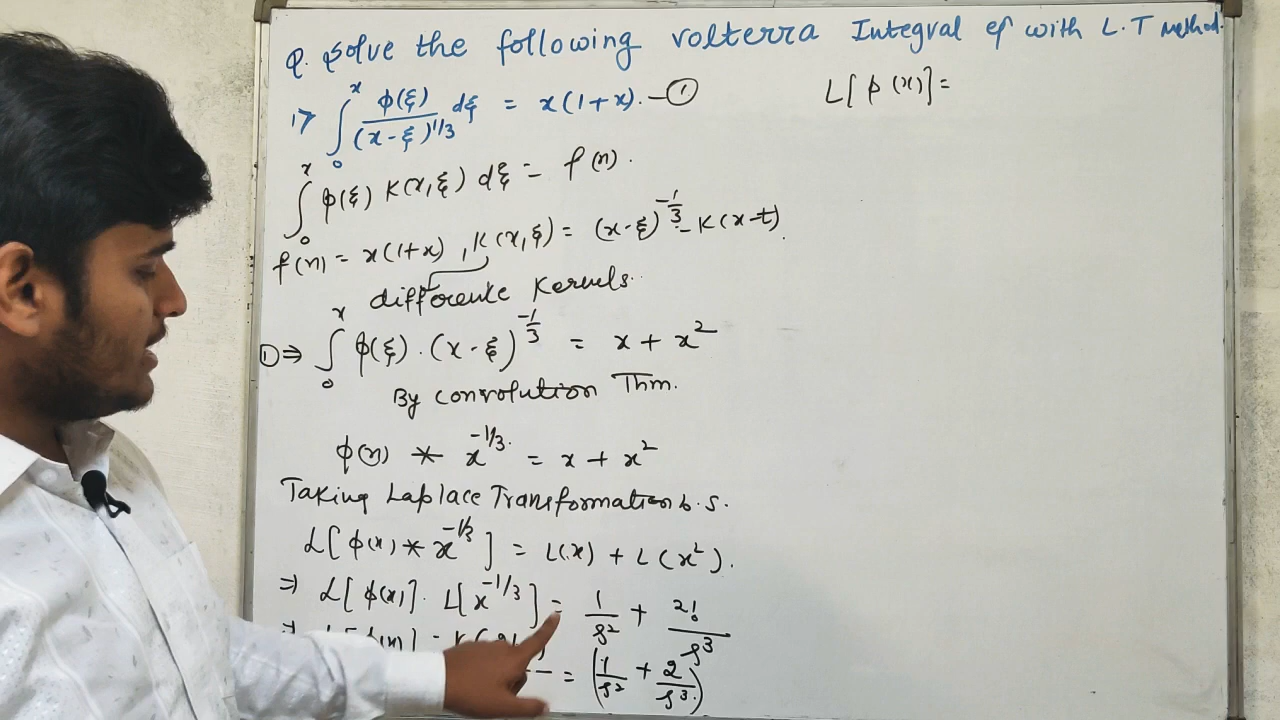 Q. Solve the following volterra Integral eq with L.T method.
1> ∫₀ˣ φ(ξ)/(x-ξ)^1/3 dξ = x(1+x). — ①
∫₀ˣ φ(ξ) K(x,ξ) dξ = f(x).
f(x) = x(1+x) , K(x,ξ) = (x-ξ)^-1/3 = K(x-t).
difference Kernels.
① ⇒ ∫₀ˣ φ(ξ) . (x-ξ)^-1/3 = x + x²
By convolution Thm.
φ(x) * x^-1/3. = x + x²
Taking Laplace Transformation b.s.
L[φ(x) * x^-1/3] = L(x) + L(x²).
⇒ L[φ(x)]. L[x^-1/3] = 1/s² + 2!/s³
= (1/s² + 2/s³.)
L[φ(x)] =